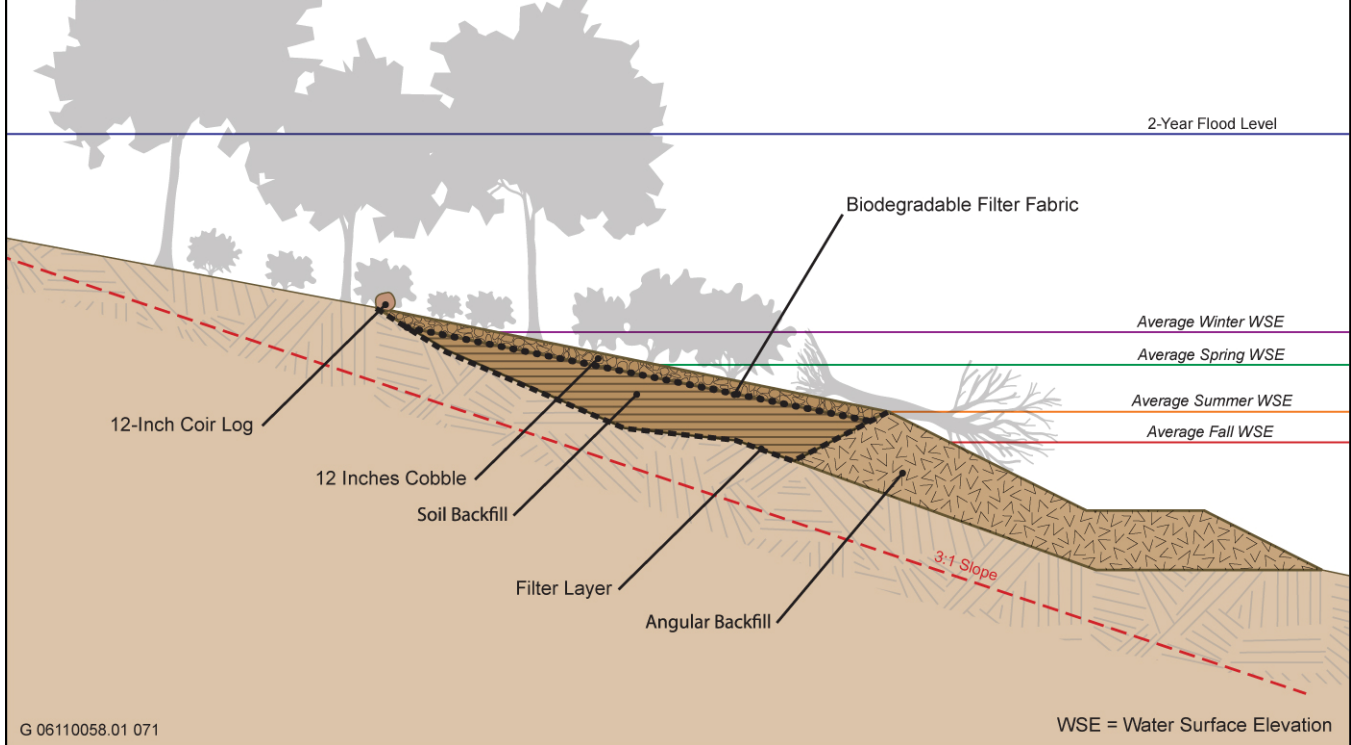 2-Year Flood Level
Biodegradable Filter Fabric
Average Winter WSE
Average Spring WSE
Average Summer WSE
Average Fall WSE
12-Inch Coir Log
12 Inches Cobble
Soil Backfill
3:1 Slope
Filter Layer
Angular Backfill
G 06110058.01 071
WSE = Water Surface Elevation